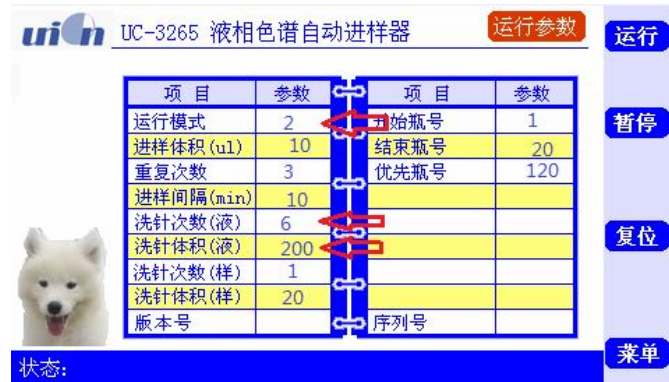 union UC-3265 液相色谱自动进样器 运行参数 运行
项 目 参数 项 目 参数
运行模式 2 开始瓶号 1 暂停
进样体积(ul) 10 结束瓶号 20
重复次数 3 优先瓶号 120
进样间隔(min) 10
洗针次数(液) 6
洗针体积(液) 200 复位
洗针次数(样) 1
洗针体积(样) 20
版本号 序列号
状态: 菜单